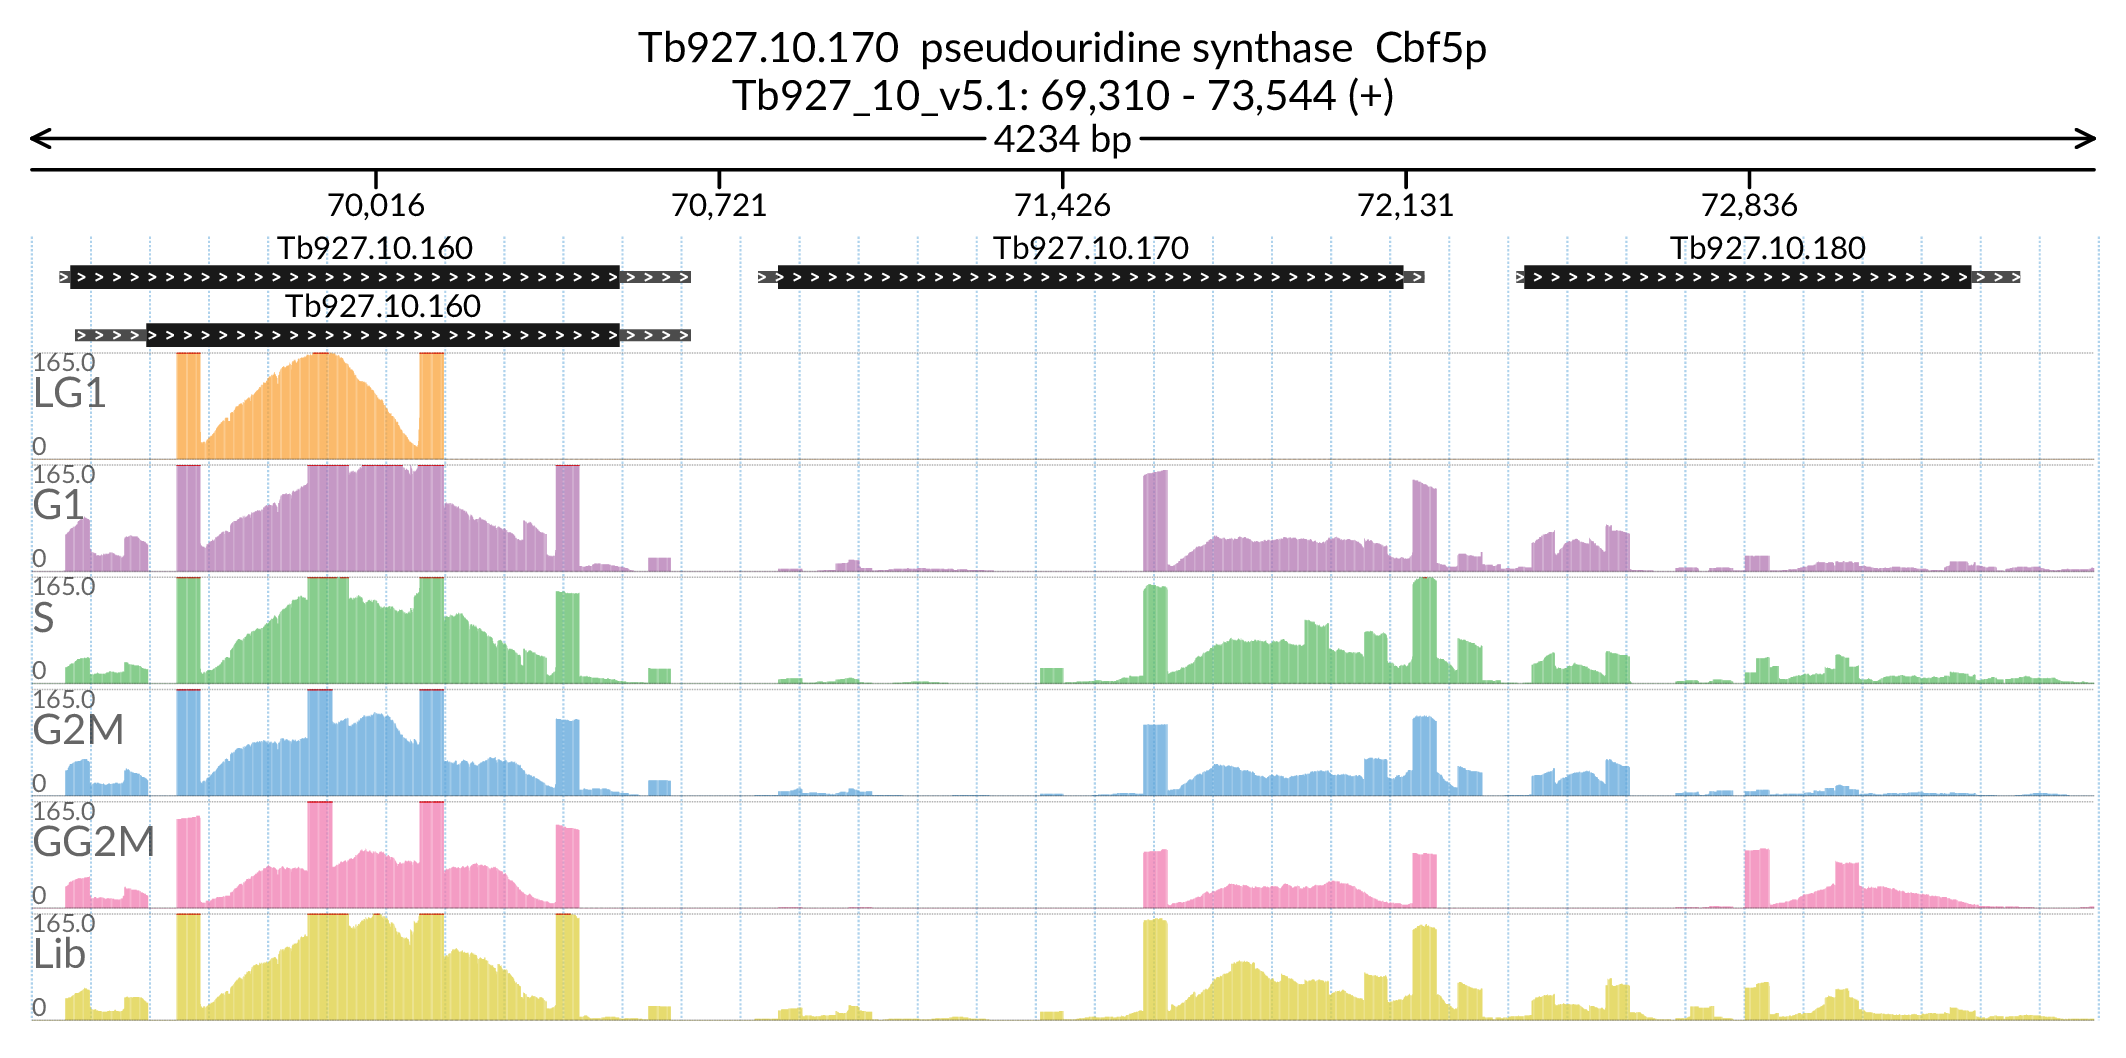 Tb927.10.170 pseudouridine synthase Cbf5p
Tb927_10_v5.1: 69,310 - 73,544 (+)
4234 bp
70,016 70,721 71,426 72,131 72,836
Tb927.10.160 Tb927.10.170 Tb927.10.180
Tb927.10.160
165.0
LG1
0
165.0
G1
0
165.0
S
0
165.0
G2M
0
165.0
GG2M
0
165.0
Lib
0